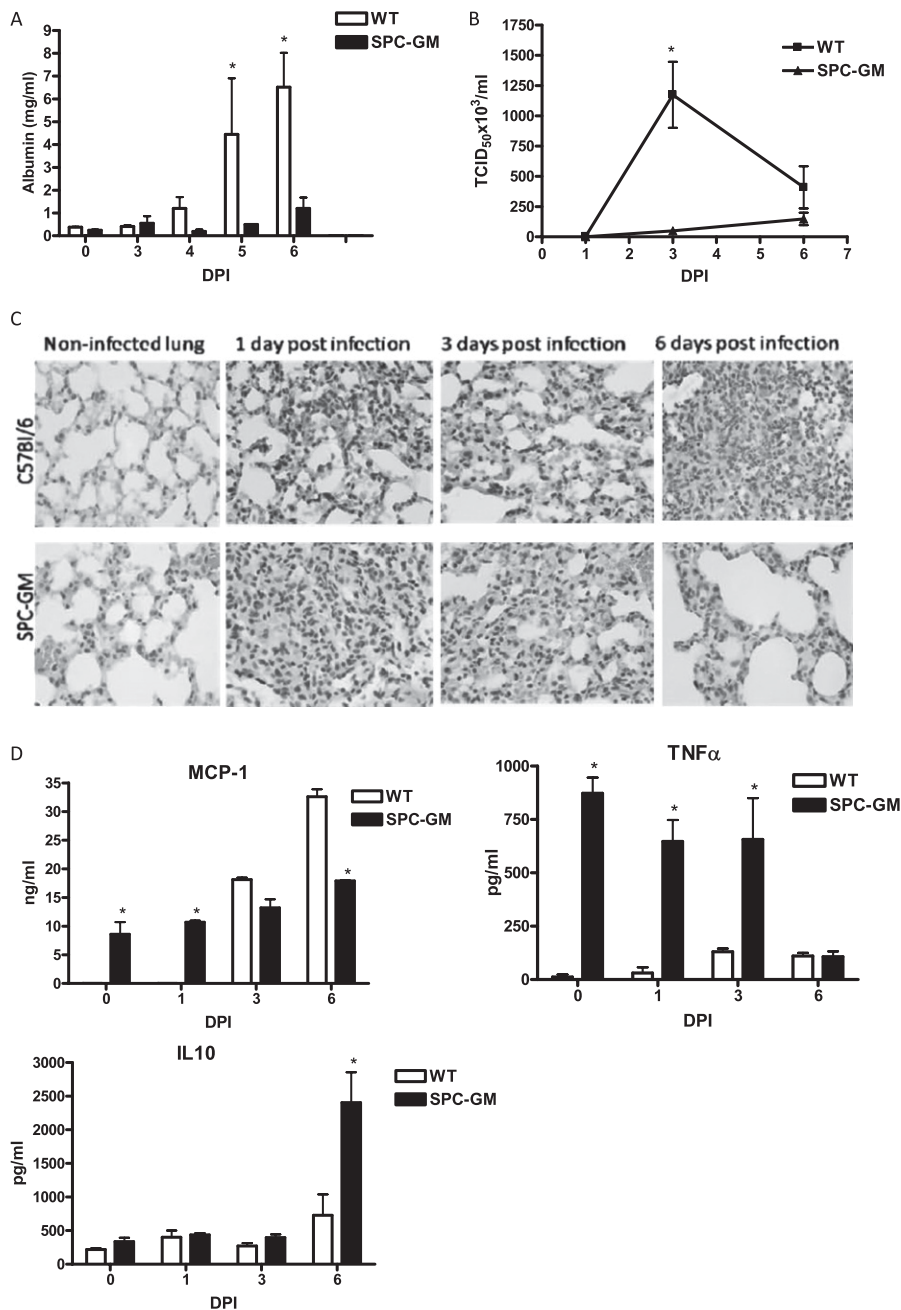 A
WT
SPC-GM
Albumin (mg/ml)
9
8
7
6
5
4
3
2
1
0
0 3 4 5 6
DPI
* *
B
WT
SPC-GM
TCID50x10³/ml
1750
1500
1250
1000
750
500
250
0
0 1 2 3 4 5 6 7
DPI
*
C
Non-infected lung 1 day post infection 3 days post infection 6 days post infection
C57Bl/6
SPC-GM
D
MCP-1
WT
SPC-GM
ng/ml
35
30
25
20
15
10
5
0
0 1 3 6
DPI
* * *
TNFα
WT
SPC-GM
pg/ml
1000
750
500
250
0
0 1 3 6
DPI
* * *
IL10
WT
SPC-GM
pg/ml
3000
2500
2000
1500
1000
500
0
0 1 3 6
DPI
*